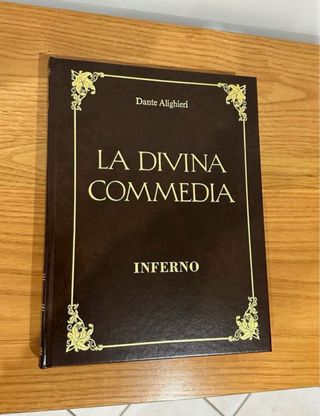 Dante Alighieri
LA DIVINA
COMMEDIA
INFERNO